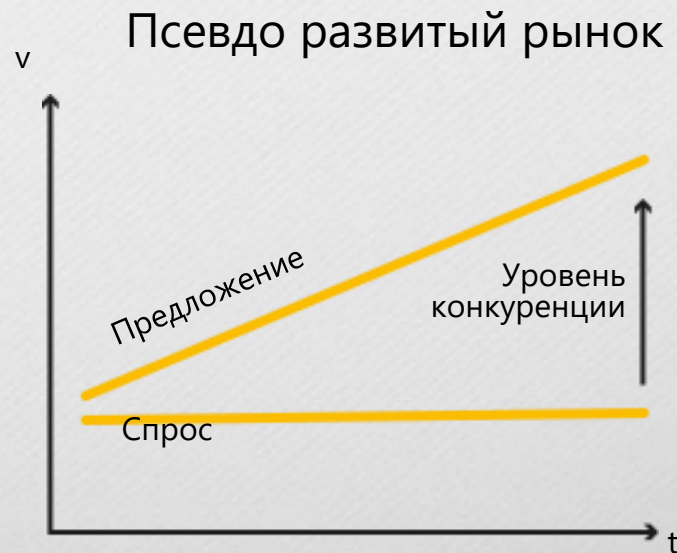 Псевдо развитый рынок
v
Предложение
Уровень
конкуренции
Спрос
t